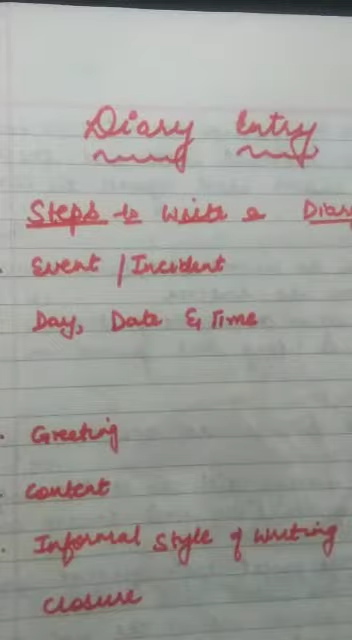 Diary Entry
Steps to Write a Diary
Event / Incident
Day, Date & Time
Greeting
Content
Informal Style of Writing
Closure